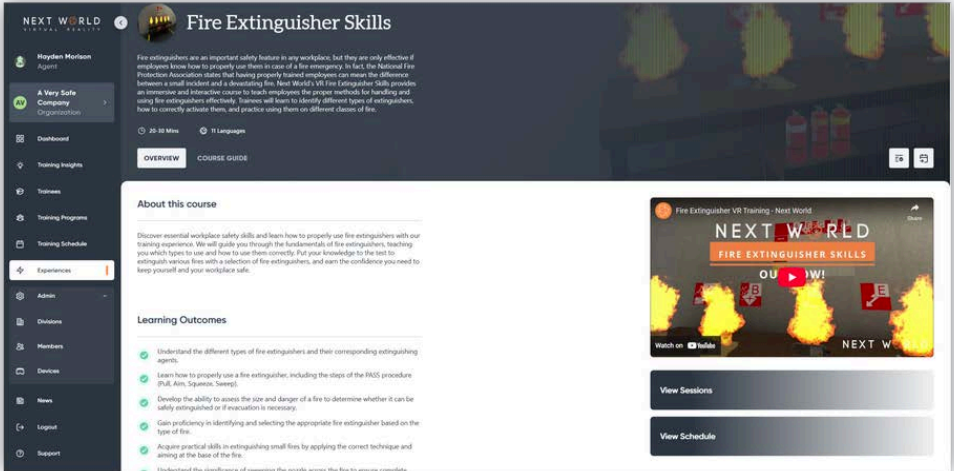 NEXT WORLD
VIRTUAL REALITY
Hayden Morison
Agent
AV
A Very Safe
Company
Organization
Dashboard
Training Insights
Trainees
Training Programs
Training Schedule
Experiences
Admin
Divisions
Members
Devices
News
Logout
Support
Fire Extinguisher Skills
Fire extinguishers are an important safety feature in any workplace, but they are only effective if
employees know how to properly use them in case of a fire emergency. In fact, the National Fire
Protection Association states that having properly trained employees can mean the difference
between a small incident and a devastating fire. Next World's VR Fire Extinguisher Skills provides
an immersive and interactive course to teach employees the proper methods for handling and
using fire extinguishers effectively. Trainees will learn to identify different types of extinguishers,
how to correctly activate them, and practice using them on different classes of fire.
20-30 Mins
11 Languages
OVERVIEW
COURSE GUIDE
About this course
Discover essential workplace safety skills and learn how to properly use fire extinguishers with our
training experience. We will guide you through the fundamentals of fire extinguishers, teaching
you which types to use and how to use them correctly. Put your knowledge to the test to
extinguish various fires with a selection of fire extinguishers, and earn the confidence you need to
keep yourself and your workplace safe.
Learning Outcomes
Understand the different types of fire extinguishers and their corresponding extinguishing
agents.
Learn how to properly use a fire extinguisher, including the steps of the PASS procedure
(Pull, Aim, Squeeze, Sweep).
Develop the ability to assess the size and danger of a fire to determine whether it can be
safely extinguished or if evacuation is necessary.
Gain proficiency in identifying and selecting the appropriate fire extinguisher based on the
type of fire.
Acquire practical skills in extinguishing small fires by applying the correct technique and
aiming at the base of the fire.
Understand the significance of sweeping the nozzle across the fire to ensure complete
Fire Extinguisher VR Training - Next World
Share
NEXT WORLD
FIRE EXTINGUISHER SKILLS
OUT NOW!
B
E
Watch on YouTube
NEXT WORLD
View Sessions
View Schedule